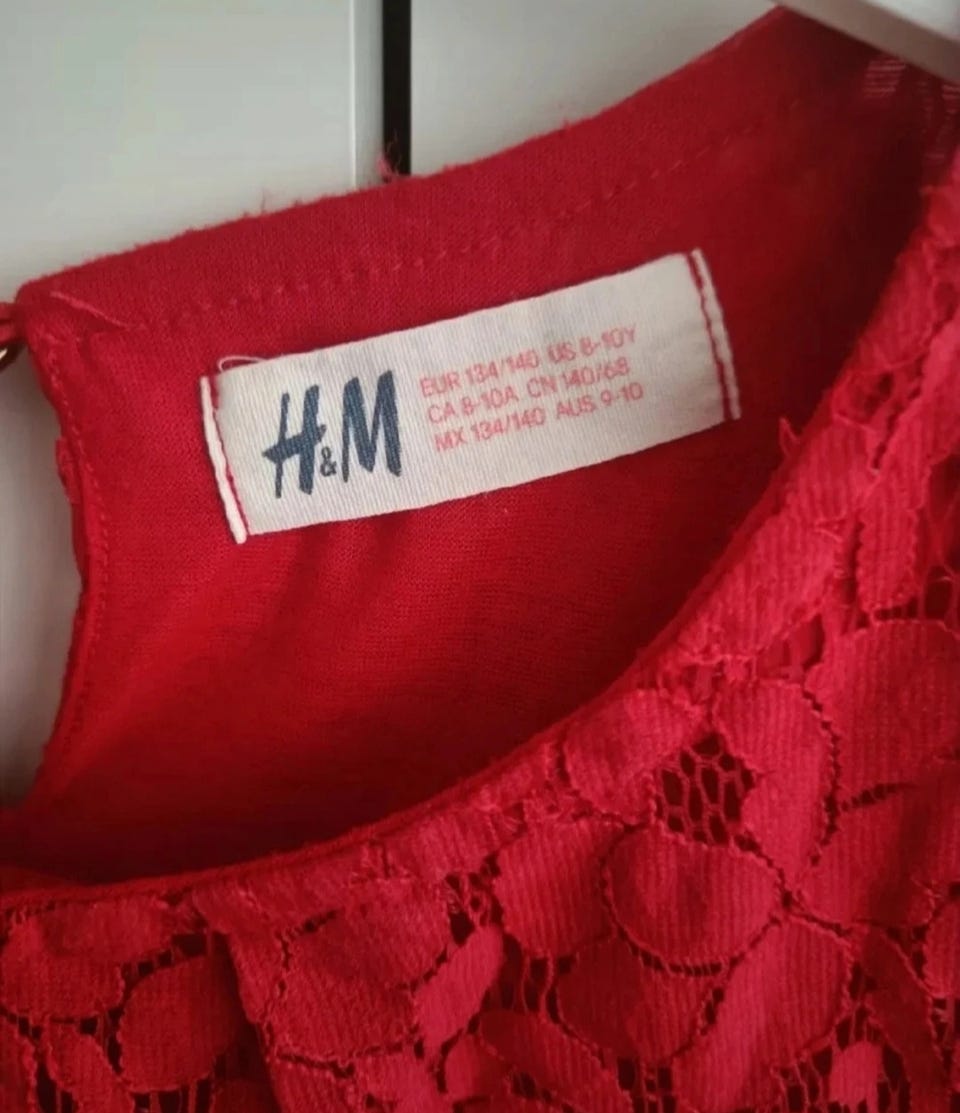 H&M
EUR 134/140 US 8-10Y
CA 8-10A CN 140/68
MX 134/140 AUS 9-10